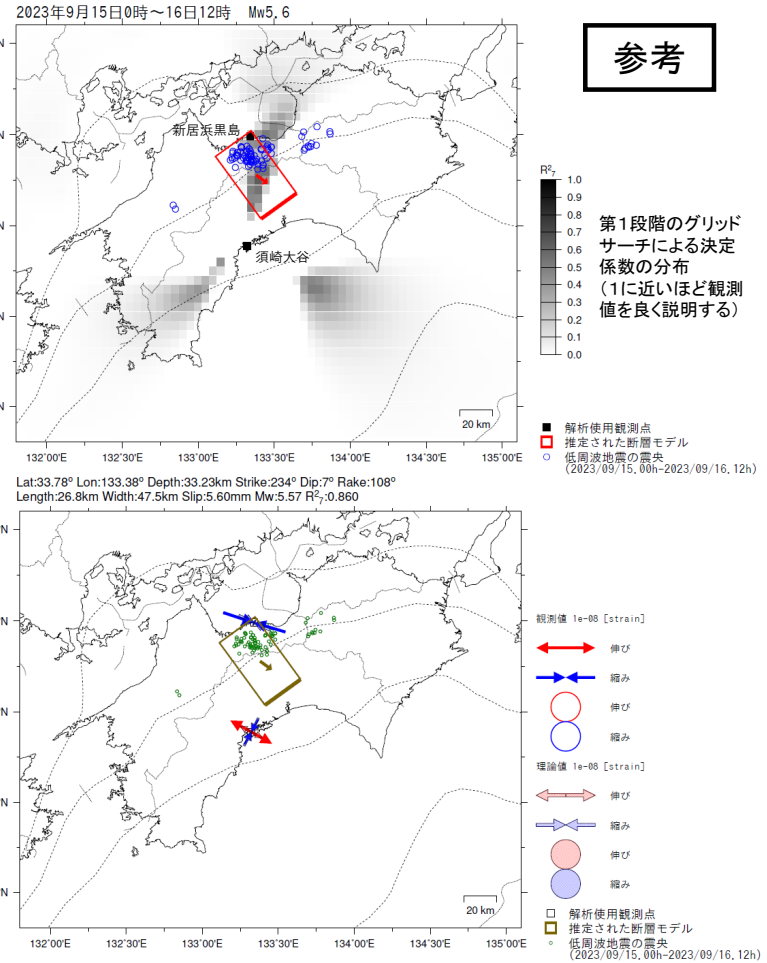 2023年9月15日0時～16日12時 Mw5.6
参考
新居浜黒島
須崎大谷
R²₇
1.0
0.9
0.8
0.7
0.6
0.5
0.4
0.3
0.2
0.1
0.0
第１段階のグリッド
サーチによる決定
係数の分布
（１に近いほど観測
値を良く説明する）
20 km
132˚00'E
132˚30'E
133˚00'E
133˚30'E
134˚00'E
134˚30'E
135˚00'E
解析使用観測点
推定された断層モデル
低周波地震の震央
(2023/09/15.00h-2023/09/16.12h)
Lat:33.78° Lon:133.38° Depth:33.23km Strike:234° Dip:7° Rake:108°
Length:26.8km Width:47.5km Slip:5.60mm Mw:5.57 R²₇:0.860
観測値 1e-08 [strain]
伸び
縮み
伸び
縮み
理論値 1e-08 [strain]
伸び
縮み
伸び
縮み
20 km
132˚00'E
132˚30'E
133˚00'E
133˚30'E
134˚00'E
134˚30'E
135˚00'E
解析使用観測点
推定された断層モデル
低周波地震の震央
(2023/09/15.00h-2023/09/16.12h)